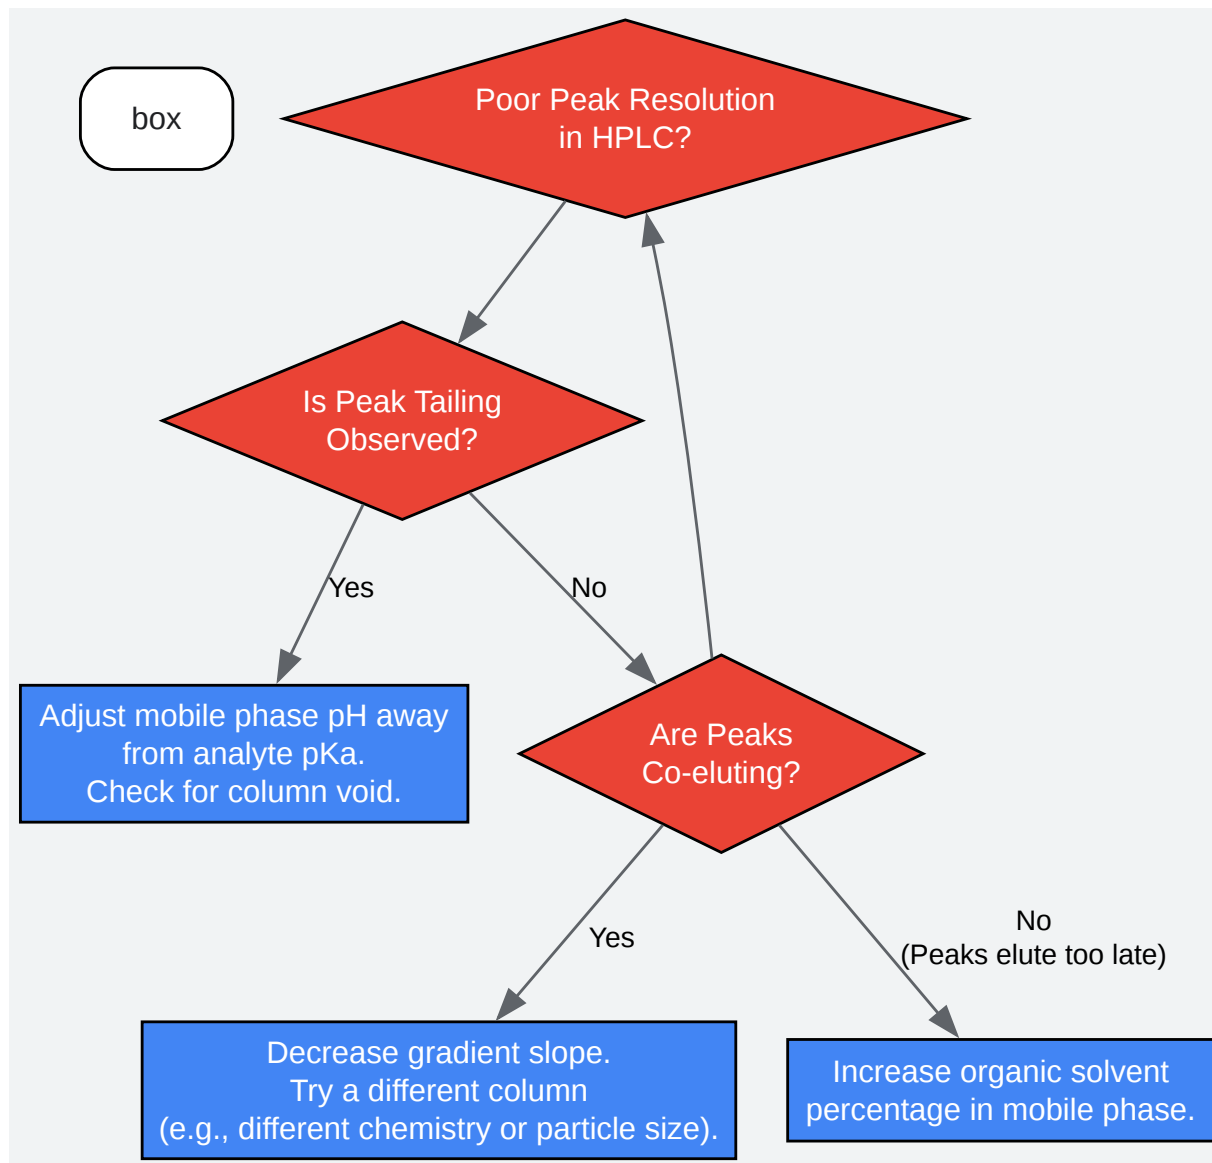 box
Poor Peak Resolution
in HPLC?
Is Peak Tailing
Observed?
Yes
No
Adjust mobile phase pH away
from analyte pKa.
Check for column void.
Are Peaks
Co-eluting?
Yes
No
(Peaks elute too late)
Decrease gradient slope.
Try a different column
(e.g., different chemistry or particle size).
Increase organic solvent
percentage in mobile phase.